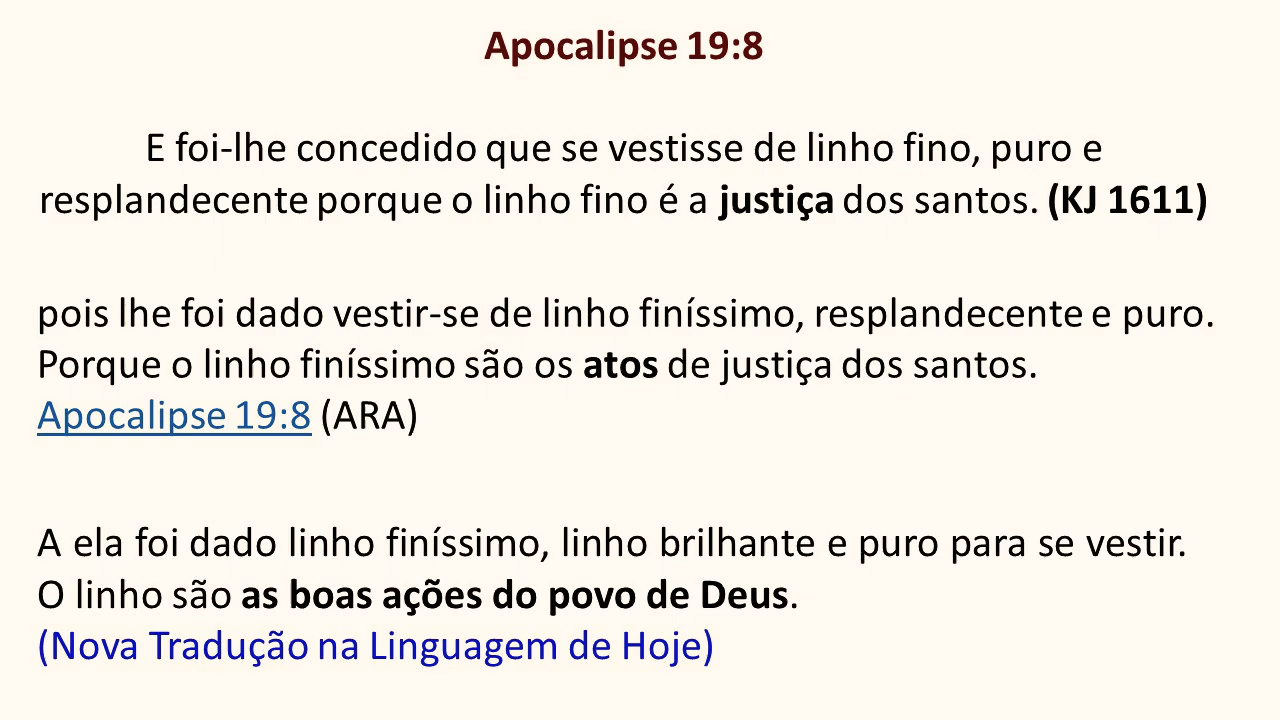 Apocalipse 19:8
E foi-lhe concedido que se vestisse de linho fino, puro e
resplandecente porque o linho fino é a justiça dos santos. (KJ 1611)
pois lhe foi dado vestir-se de linho finíssimo, resplandecente e puro.
Porque o linho finíssimo são os atos de justiça dos santos.
Apocalipse 19:8 (ARA)
A ela foi dado linho finíssimo, linho brilhante e puro para se vestir.
O linho são as boas ações do povo de Deus.
(Nova Tradução na Linguagem de Hoje)